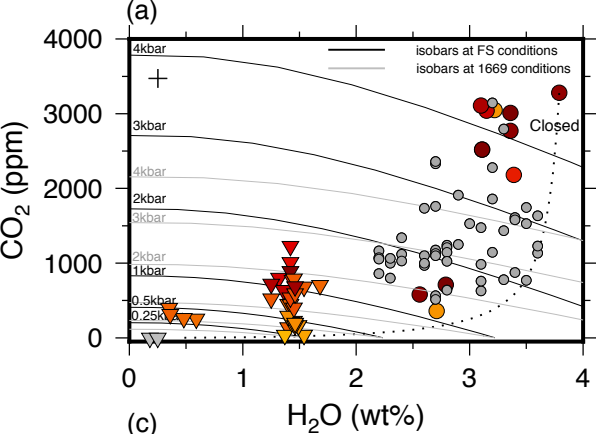 (a)
CO2 (ppm)
4000
3000
2000
1000
0
4kbar
3kbar
4kbar
2kbar
3kbar
2kbar
1kbar
0.5kbar
0.25kbar
isobars at FS conditions
isobars at 1669 conditions
Closed
0 1 2 3 4
(c) H2O (wt%)